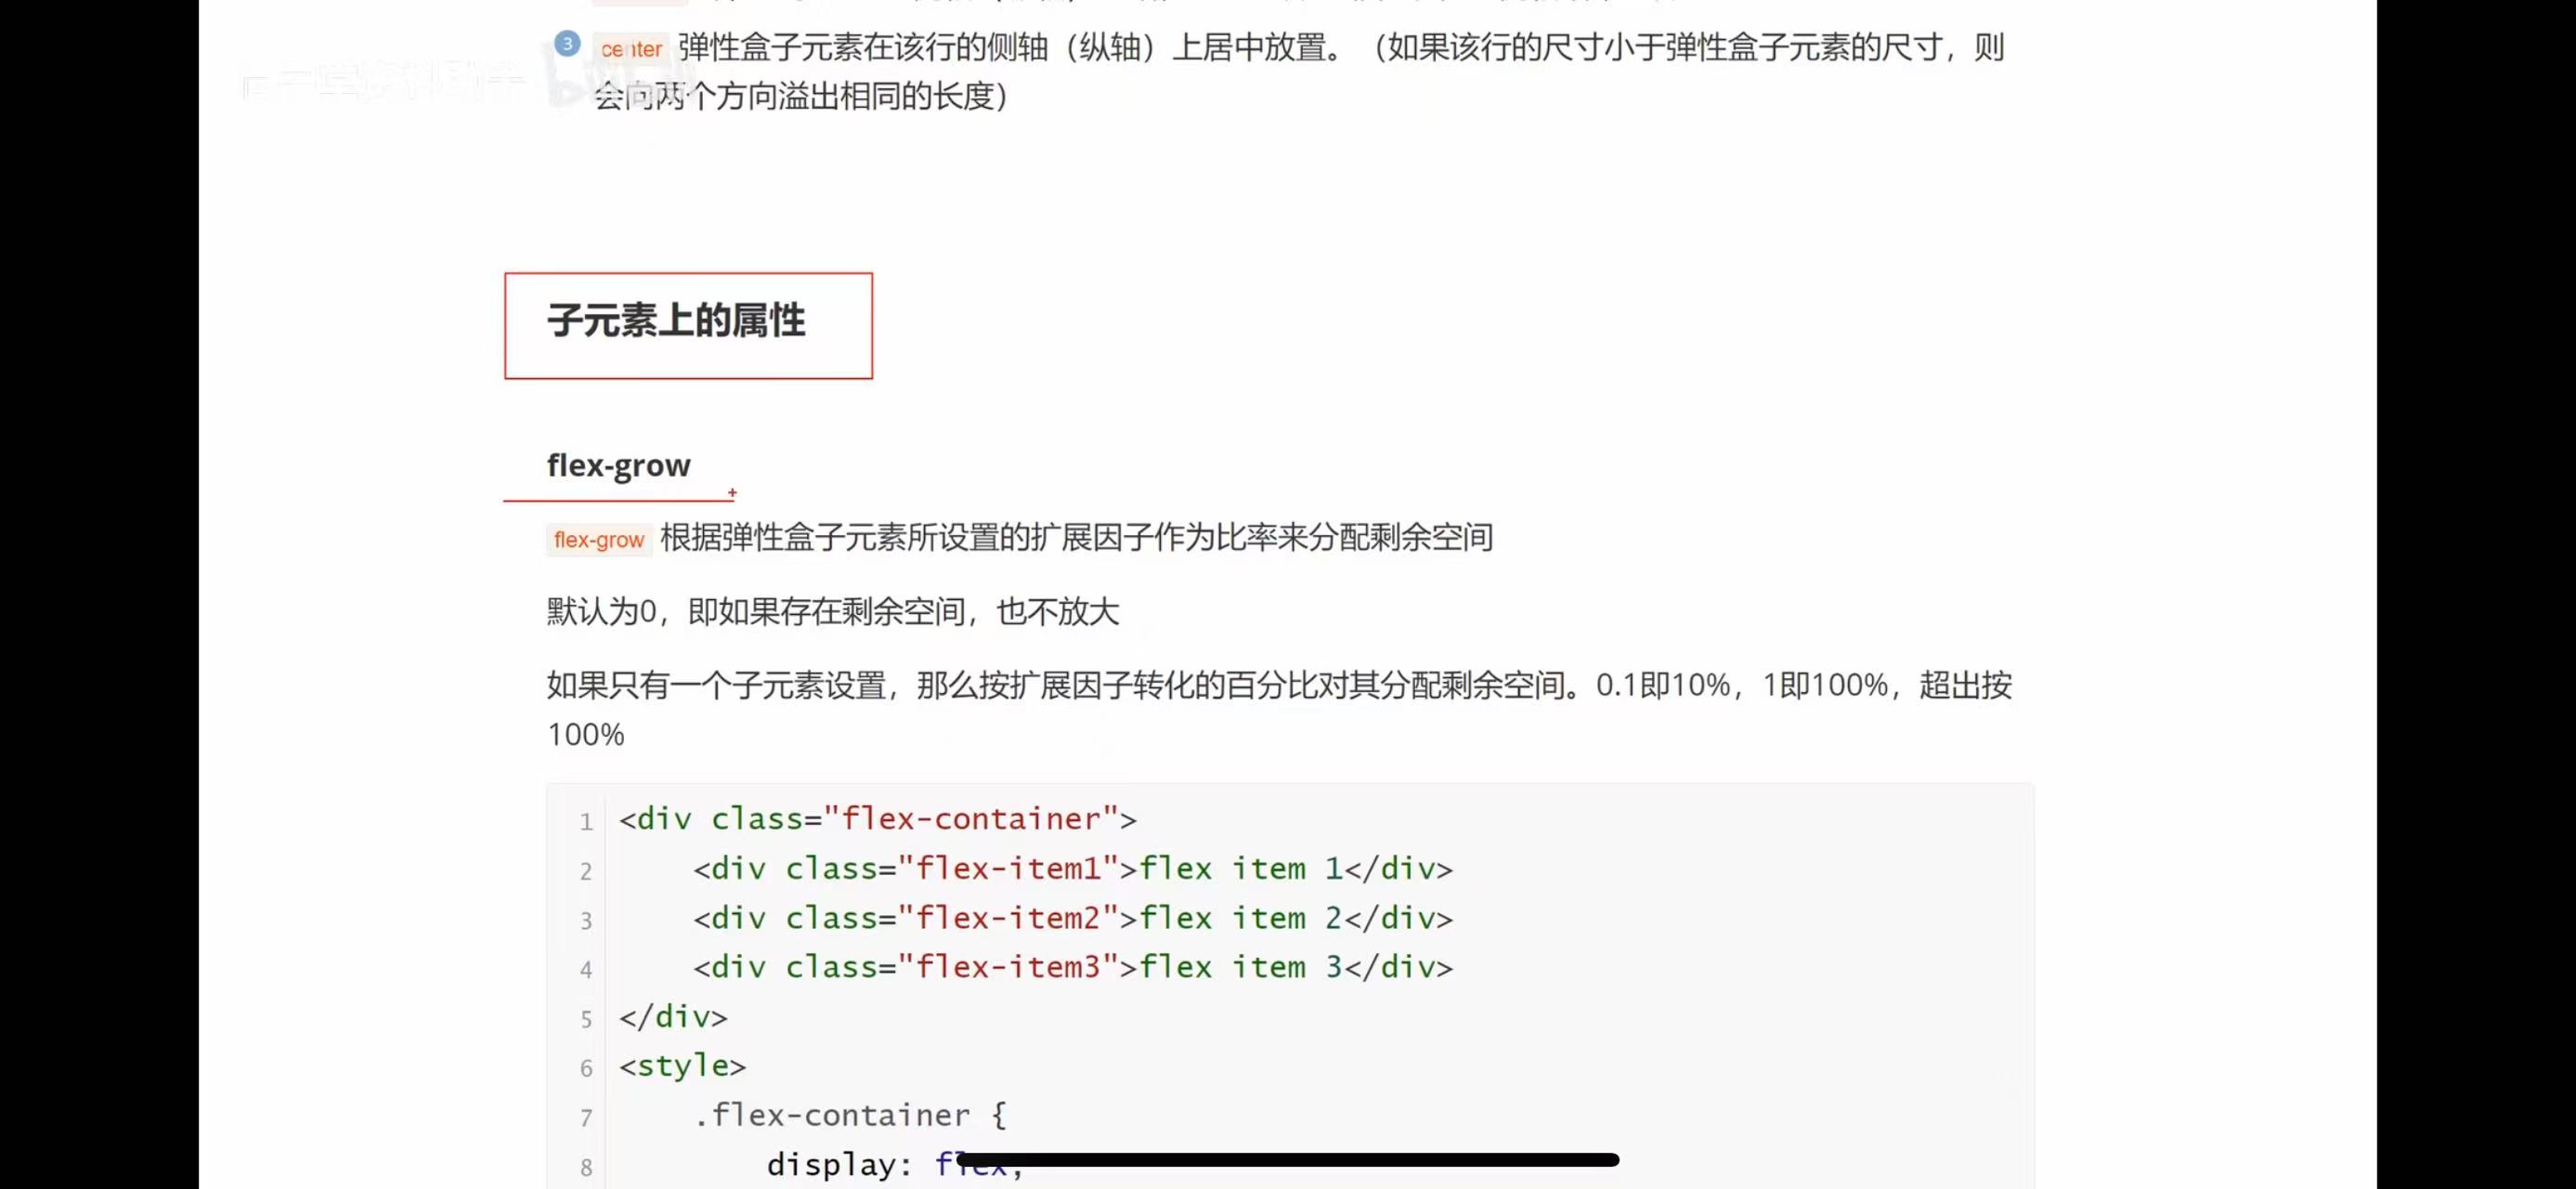 3 center 弹性盒子元素在该行的侧轴（纵轴）上居中放置。（如果该行的尺寸小于弹性盒子元素的尺寸，则
会向两个方向溢出相同的长度）
子元素上的属性
flex-grow
flex-grow 根据弹性盒子元素所设置的扩展因子作为比率来分配剩余空间
默认为0，即如果存在剩余空间，也不放大
如果只有一个子元素设置，那么按扩展因子转化的百分比对其分配剩余空间。0.1即10%，1即100%，超出按
100%
1 <div class="flex-container">
2 <div class="flex-item1">flex item 1</div>
3 <div class="flex-item2">flex item 2</div>
4 <div class="flex-item3">flex item 3</div>
5 </div>
6 <style>
7 .flex-container {
8 display: flex;